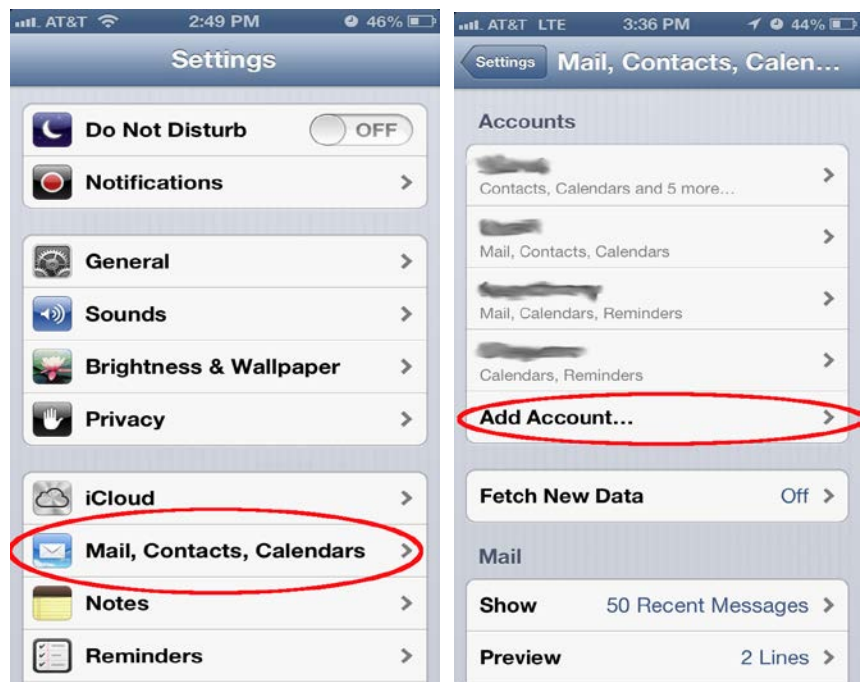 AT&T 2:49 PM 46%
Settings
Do Not Disturb OFF
Notifications
General
Sounds
Brightness & Wallpaper
Privacy
iCloud
Mail, Contacts, Calendars
Notes
Reminders
AT&T LTE 3:36 PM 44%
Settings Mail, Contacts, Calen...
Accounts
Contacts, Calendars and 5 more...
Mail, Contacts, Calendars
Mail, Calendars, Reminders
Calendars, Reminders
Add Account...
Fetch New Data Off
Mail
Show 50 Recent Messages
Preview 2 Lines